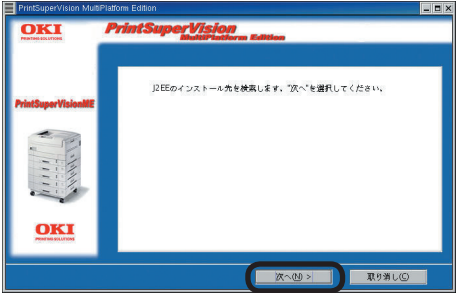 PrintSuperVision MultiPlatform Edition
OKI
PRINTING SOLUTIONS
PrintSuperVision
MultiPlatform Edition
J2EEのインストール先を検索します。"次へ"を選択してください。
PrintSuperVisionME
OKI
PRINTING SOLUTIONS
次へ(N) >
取り消し(C)